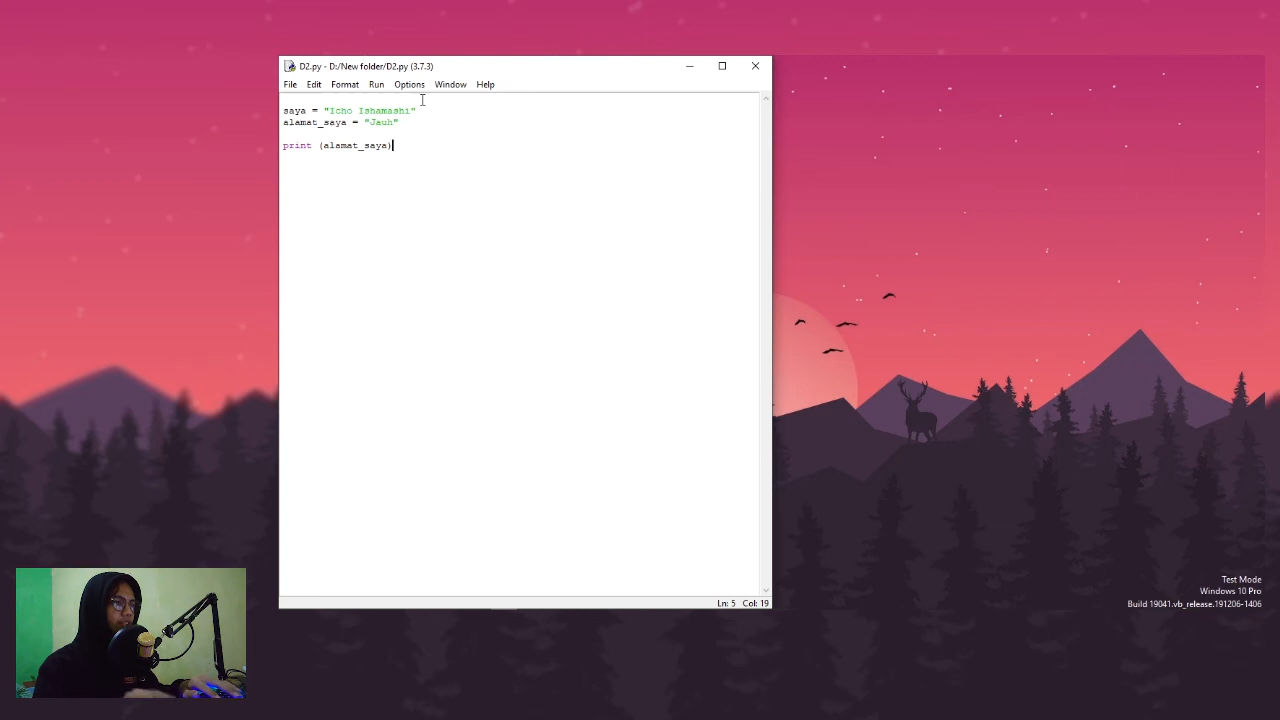 D2.py - D:/New folder/D2.py (3.7.3)
File Edit Format Run Options Window Help
saya = "Icho Ishamashi"
alamat_saya = "Jauh"
print (alamat_saya)
Ln: 5 Col: 19
Test Mode
Windows 10 Pro
Build 19041.vb_release.191206-1406